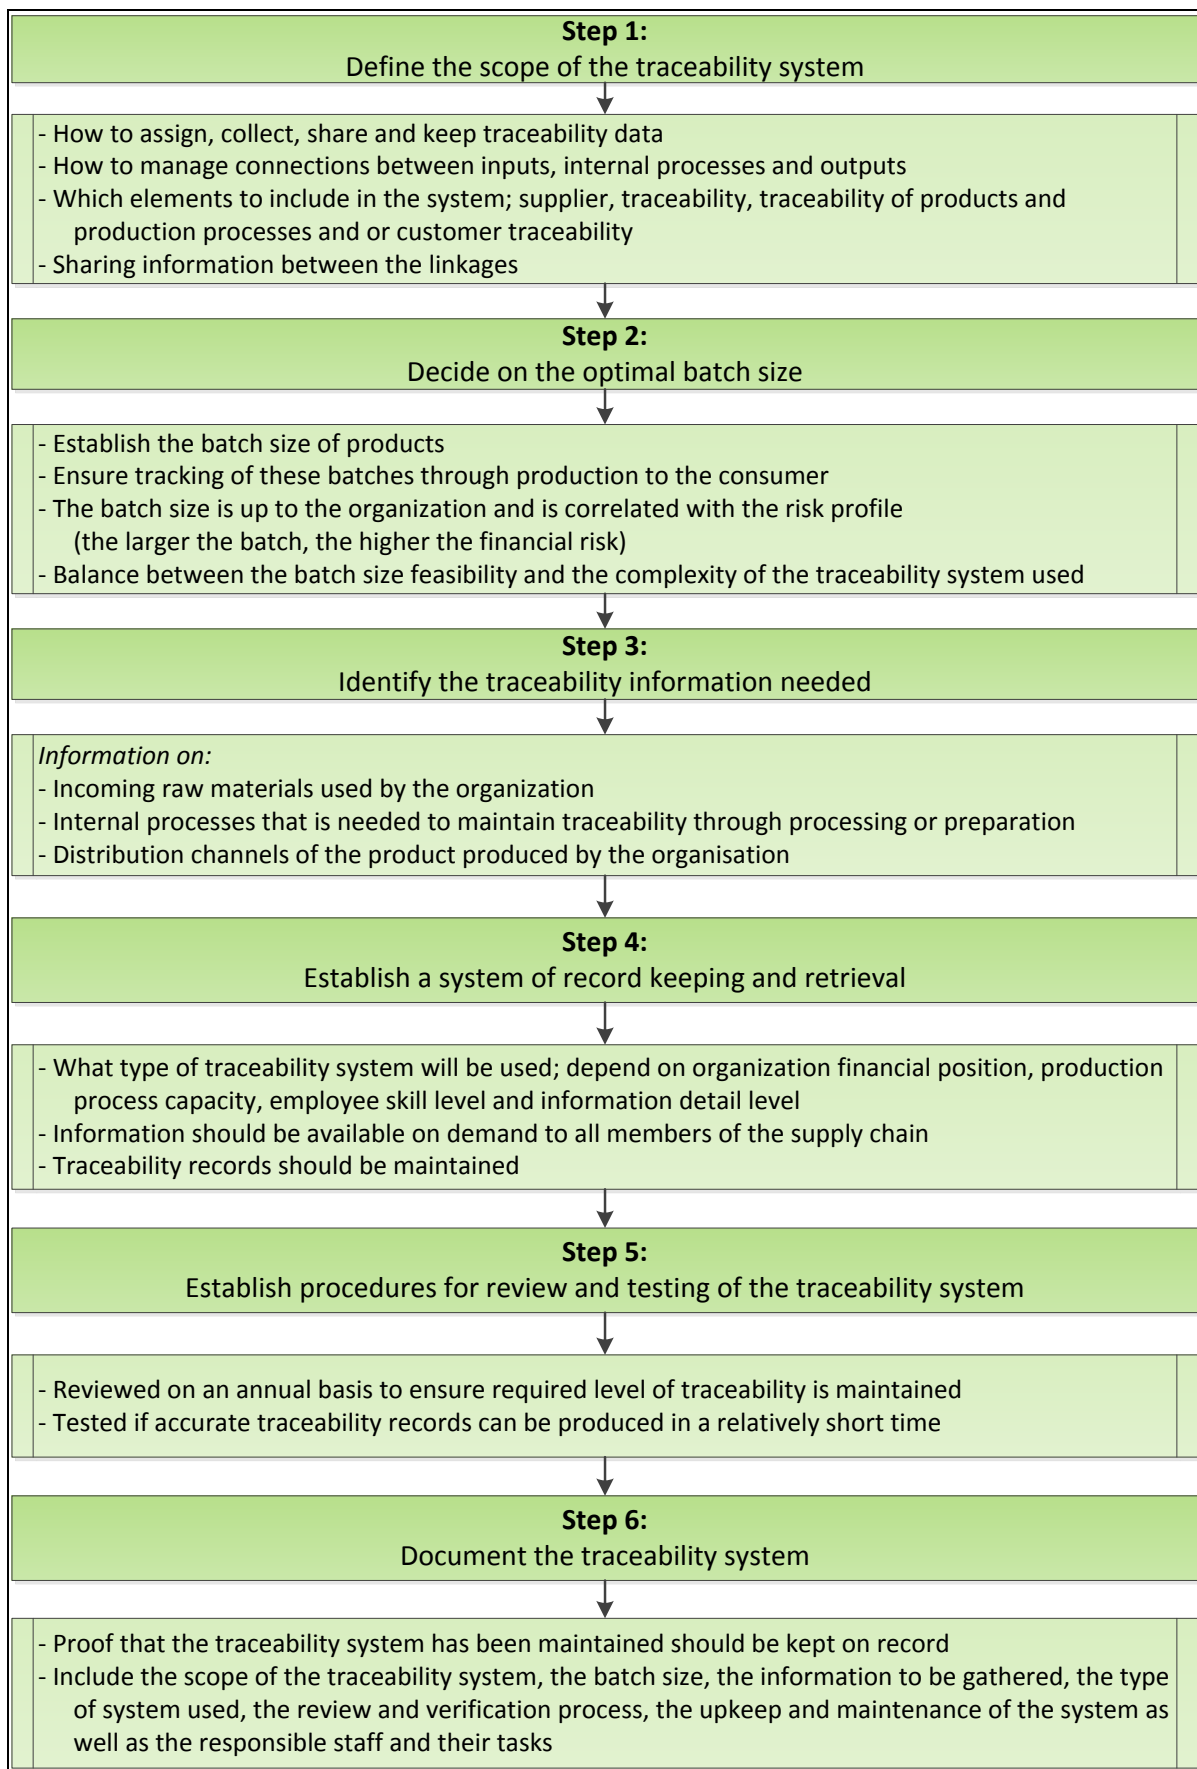 Step 1:
Define the scope of the traceability system
- How to assign, collect, share and keep traceability data
- How to manage connections between inputs, internal processes and outputs
- Which elements to include in the system; supplier, traceability, traceability of products and
production processes and or customer traceability
- Sharing information between the linkages
Step 2:
Decide on the optimal batch size
- Establish the batch size of products
- Ensure tracking of these batches through production to the consumer
- The batch size is up to the organization and is correlated with the risk profile
(the larger the batch, the higher the financial risk)
- Balance between the batch size feasibility and the complexity of the traceability system used
Step 3:
Identify the traceability information needed
Information on:
- Incoming raw materials used by the organization
- Internal processes that is needed to maintain traceability through processing or preparation
- Distribution channels of the product produced by the organisation
Step 4:
Establish a system of record keeping and retrieval
- What type of traceability system will be used; depend on organization financial position, production
process capacity, employee skill level and information detail level
- Information should be available on demand to all members of the supply chain
- Traceability records should be maintained
Step 5:
Establish procedures for review and testing of the traceability system
- Reviewed on an annual basis to ensure required level of traceability is maintained
- Tested if accurate traceability records can be produced in a relatively short time
Step 6:
Document the traceability system
- Proof that the traceability system has been maintained should be kept on record
- Include the scope of the traceability system, the batch size, the information to be gathered, the type
of system used, the review and verification process, the upkeep and maintenance of the system as
well as the responsible staff and their tasks